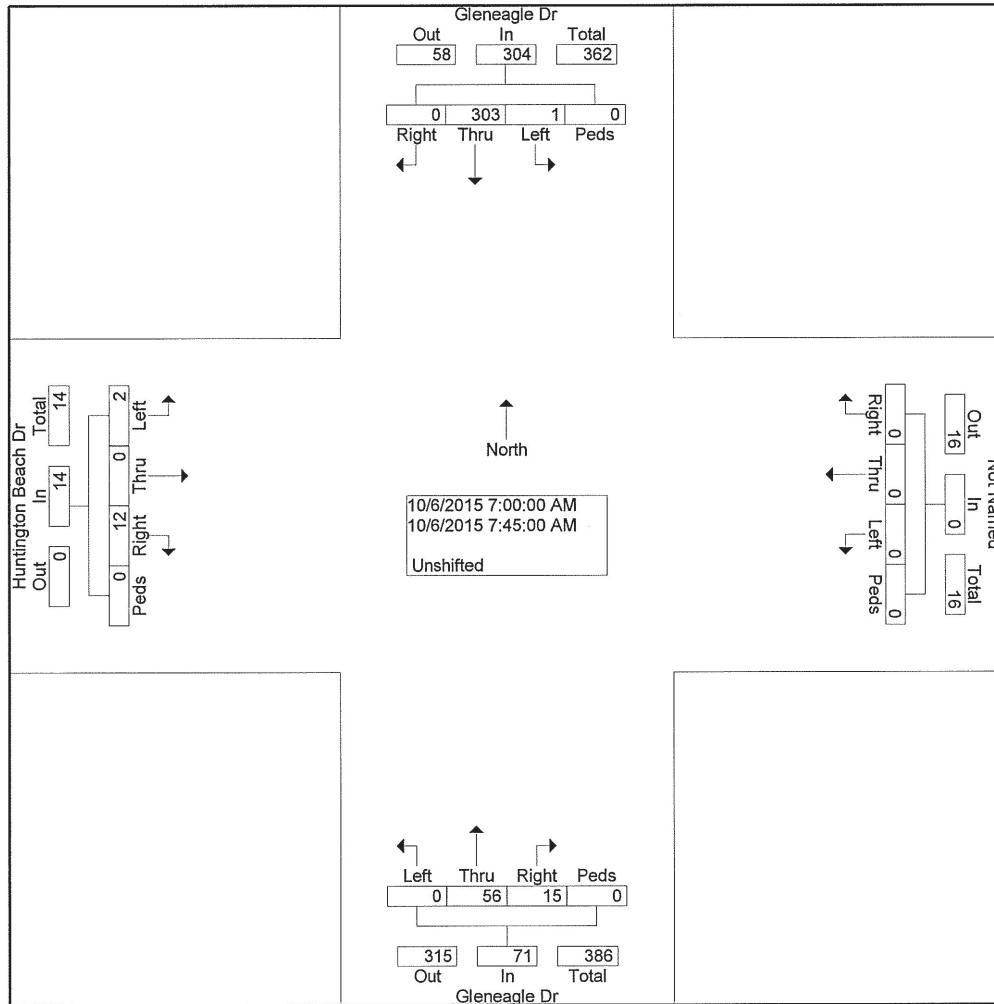 Gleneagle Dr
Out In Total
58 304 362
0 303 1 0
Right Thru Left Peds
Huntington Beach Dr
Total In Out
14 14 0
2 0 12 0
Left Thru Right Peds
North
10/6/2015 7:00:00 AM
10/6/2015 7:45:00 AM
Unshifted
Right Thru Left Peds
0 0 0 0
Out In Total
16 0 16
Not Named
Left Thru Right Peds
0 56 15 0
315 71 386
Out In Total
Gleneagle Dr